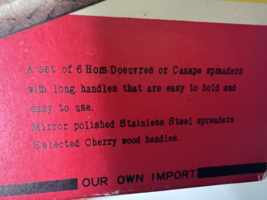 A set of 6 Hors Doeuvres or Canape spreaders
with long handles that are easy to hold and
easy to use.
Mirror polished Stainless Steel spreaders
Selected Cherry wood handles.
OUR OWN IMPORT